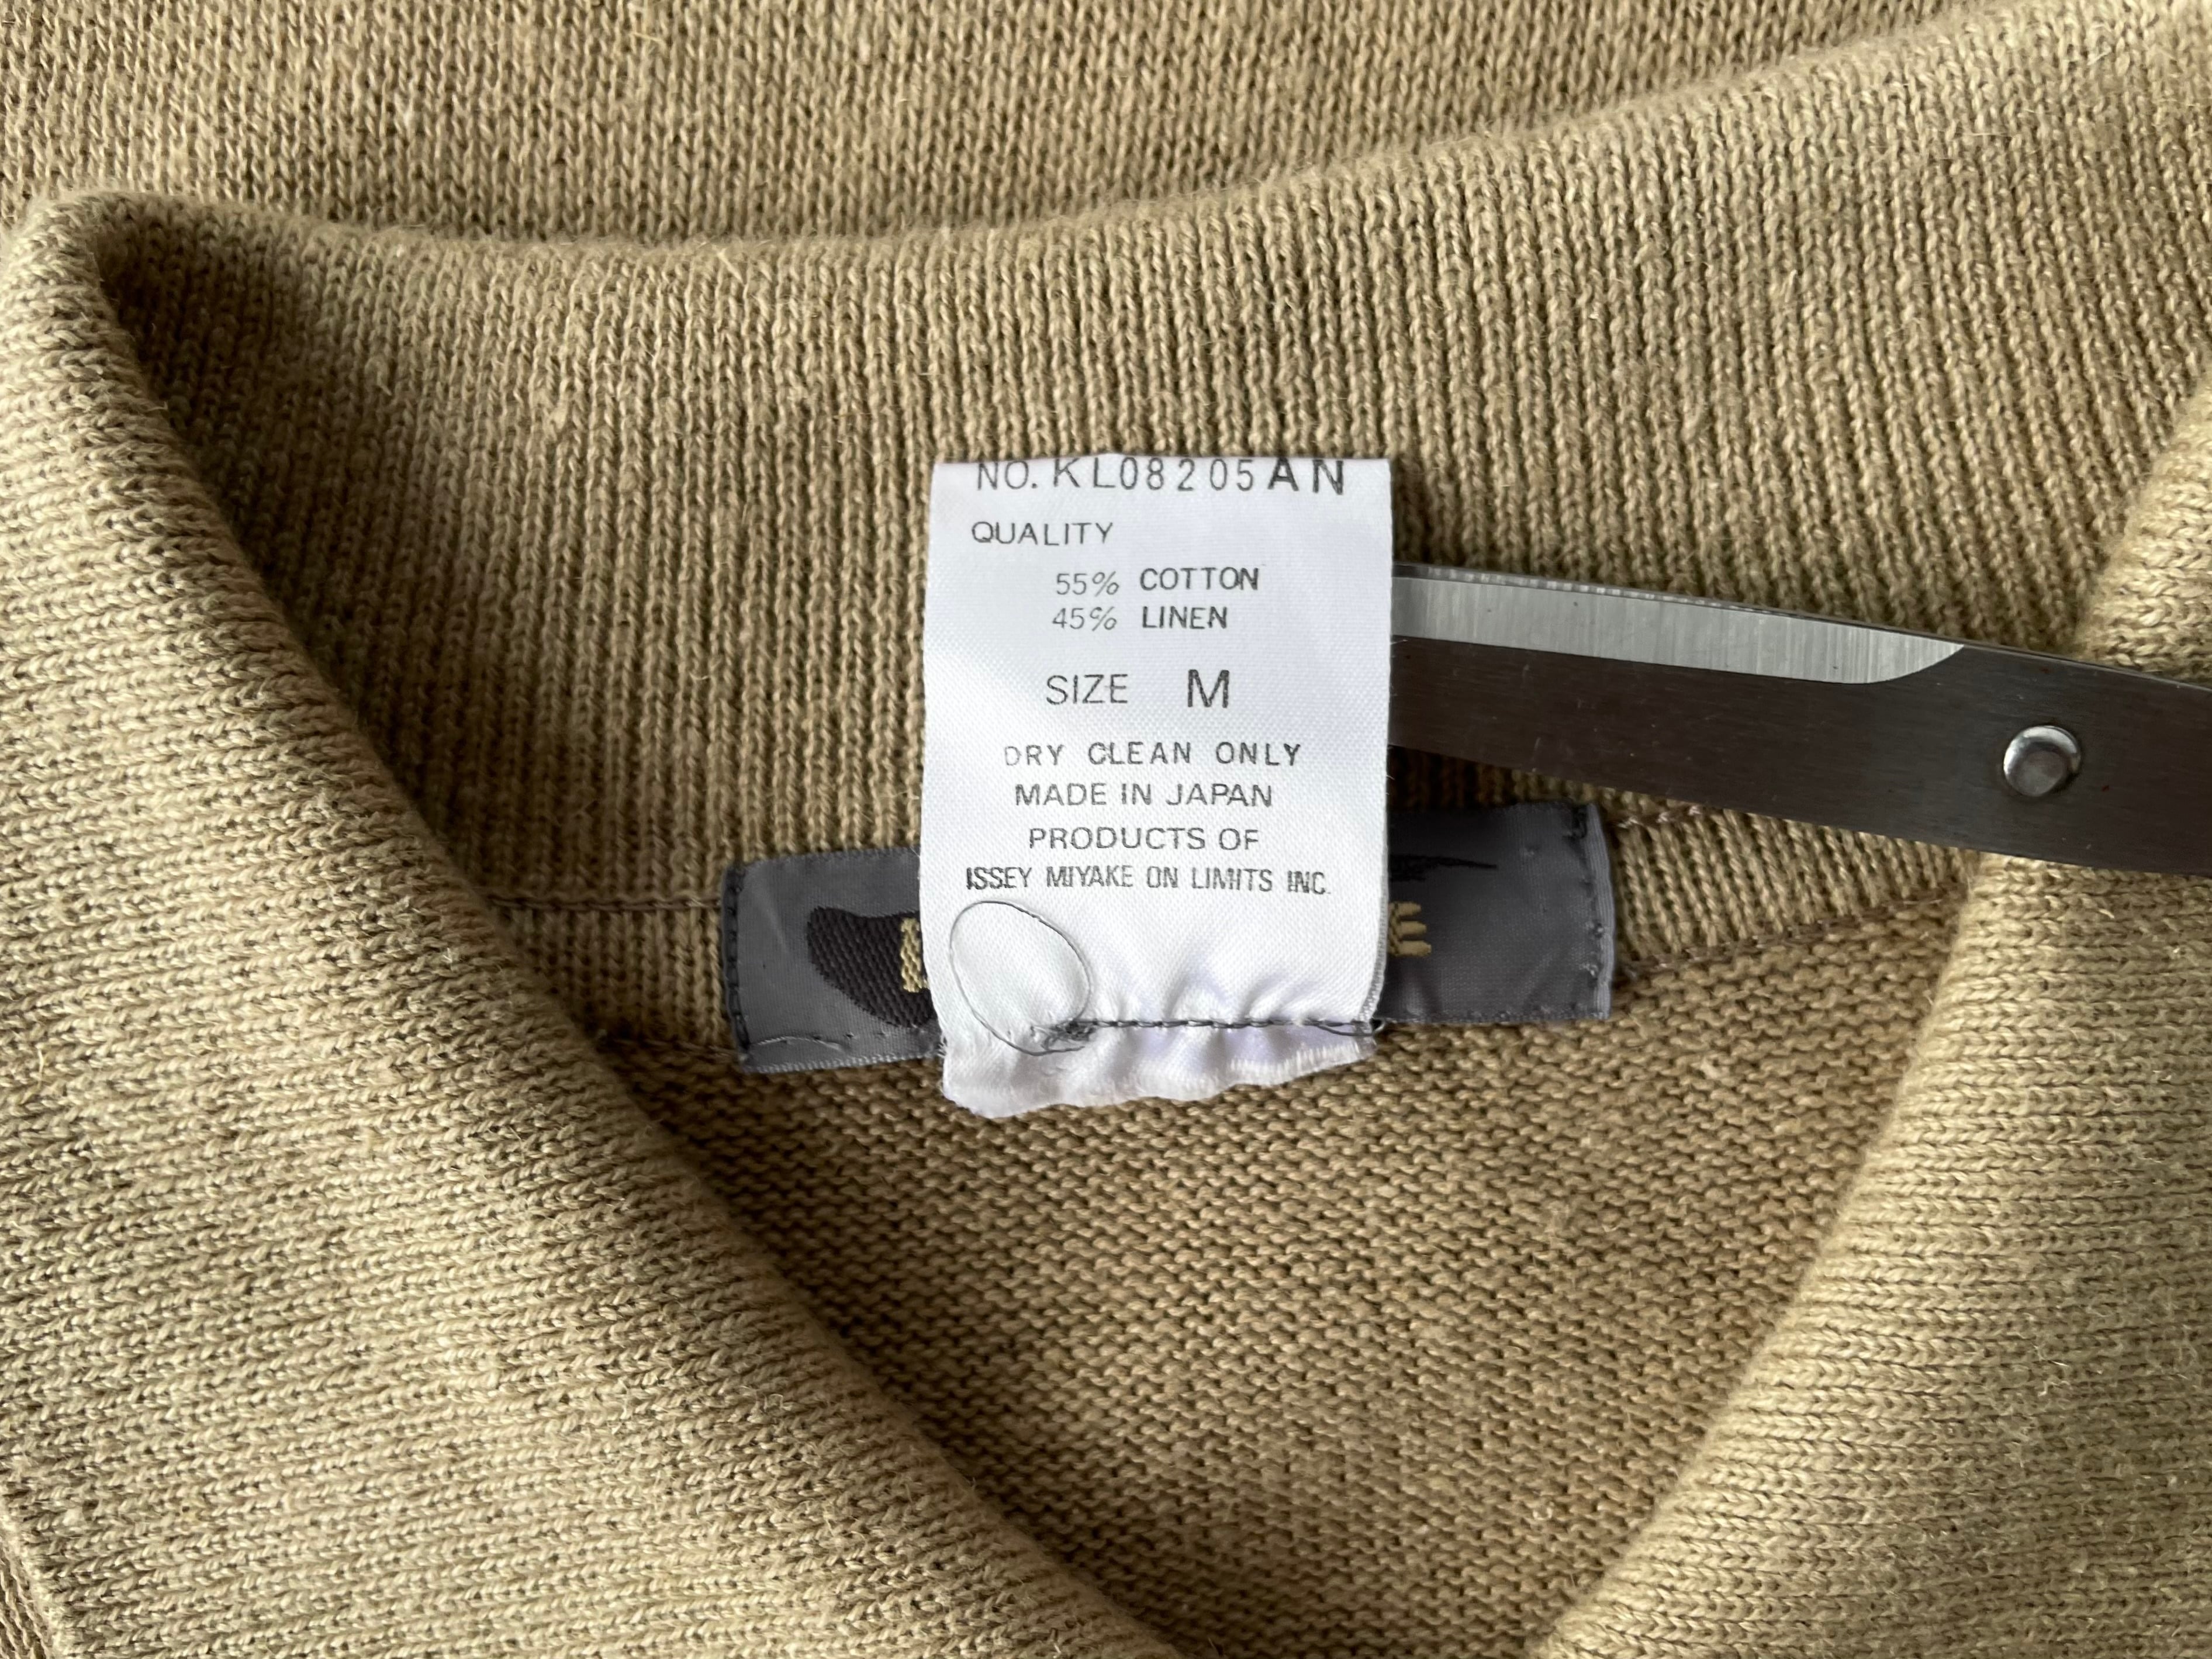 NO. KL08205AN
QUALITY
55% COTTON
45% LINEN
SIZE M
DRY CLEAN ONLY
MADE IN JAPAN
PRODUCTS OF
ISSEY MIYAKE ON LIMITS INC.